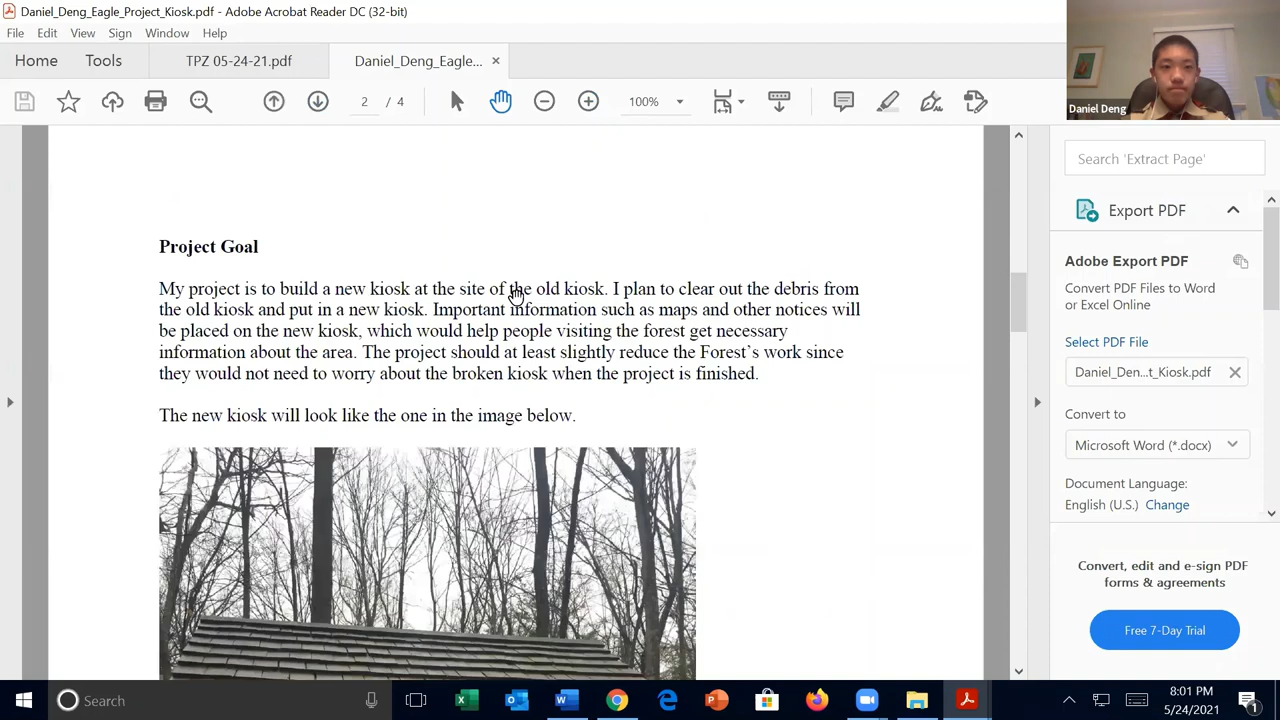 Daniel_Deng_Eagle_Project_Kiosk.pdf - Adobe Acrobat Reader DC (32-bit)
File Edit View Sign Window Help
Home Tools TPZ 05-24-21.pdf Daniel_Deng_Eagle... ×
2 / 4 100%
Daniel Deng
Search 'Extract Page'
Export PDF
Adobe Export PDF
Convert PDF Files to Word
or Excel Online
Select PDF File
Daniel_Den...t_Kiosk.pdf
Convert to
Microsoft Word (*.docx)
Document Language:
English (U.S.) Change
Convert, edit and e-sign PDF
forms & agreements
Free 7-Day Trial
Project Goal
My project is to build a new kiosk at the site of the old kiosk. I plan to clear out the debris from
the old kiosk and put in a new kiosk. Important information such as maps and other notices will
be placed on the new kiosk, which would help people visiting the forest get necessary
information about the area. The project should at least slightly reduce the Forest's work since
they would not need to worry about the broken kiosk when the project is finished.
The new kiosk will look like the one in the image below.
Search
8:01 PM
5/24/2021
1